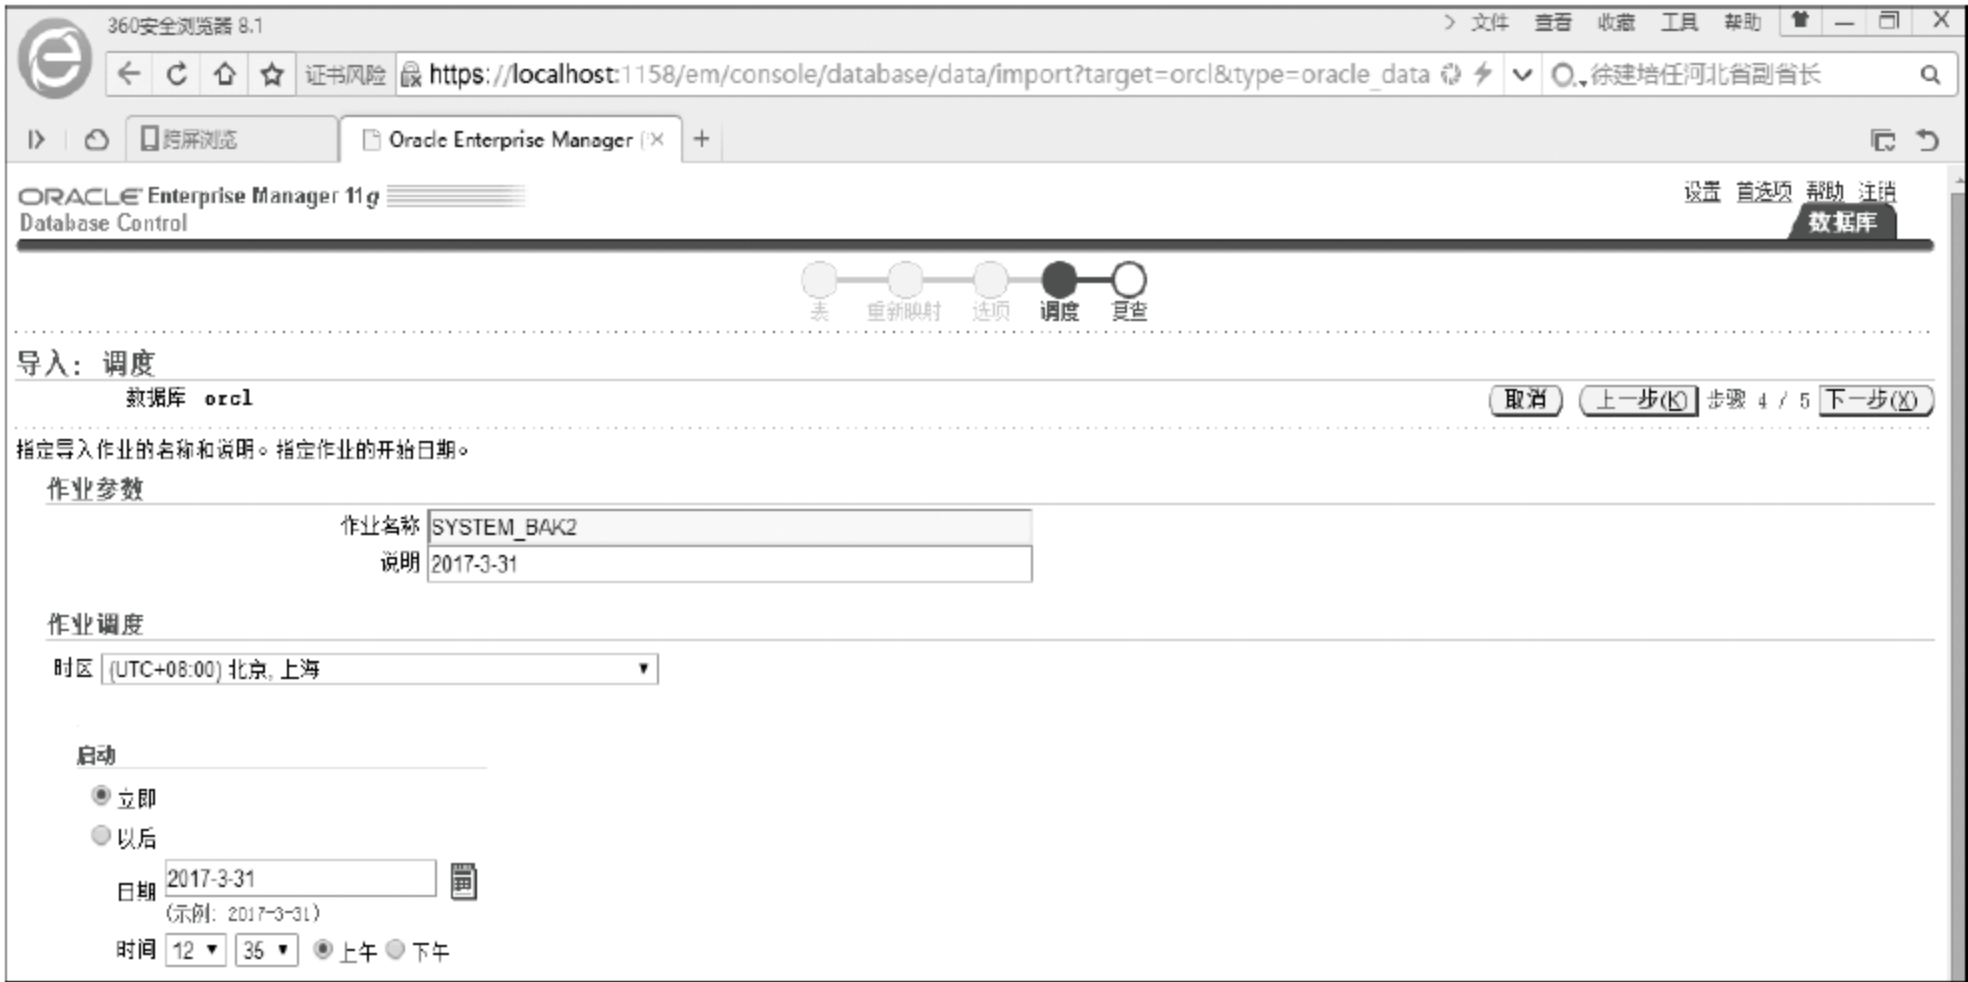 360安全浏览器 8.1
文件 查看 收藏 工具 帮助
证书风险 https://localhost:1158/em/console/database/data/import?target=orcl&type=oracle_data 徐建培任河北省副省长
跨屏浏览 Oracle Enterprise Manager (
ORACLE Enterprise Manager 11g
设置 首选项 帮助 注销
Database Control
数据库
表 重新映射 选项 调度 复查
导入: 调度
数据库 orcl
取消 上一步(K) 步骤 4 / 5 下一步(X)
指定导入作业的名称和说明。指定作业的开始日期。
作业参数
作业名称 SYSTEM_BAK2
说明 2017-3-31
作业调度
时区 (UTC+08:00) 北京, 上海
启动
立即
以后
日期 2017-3-31
(示例: 2017-3-31)
时间 12 35 上午 下午